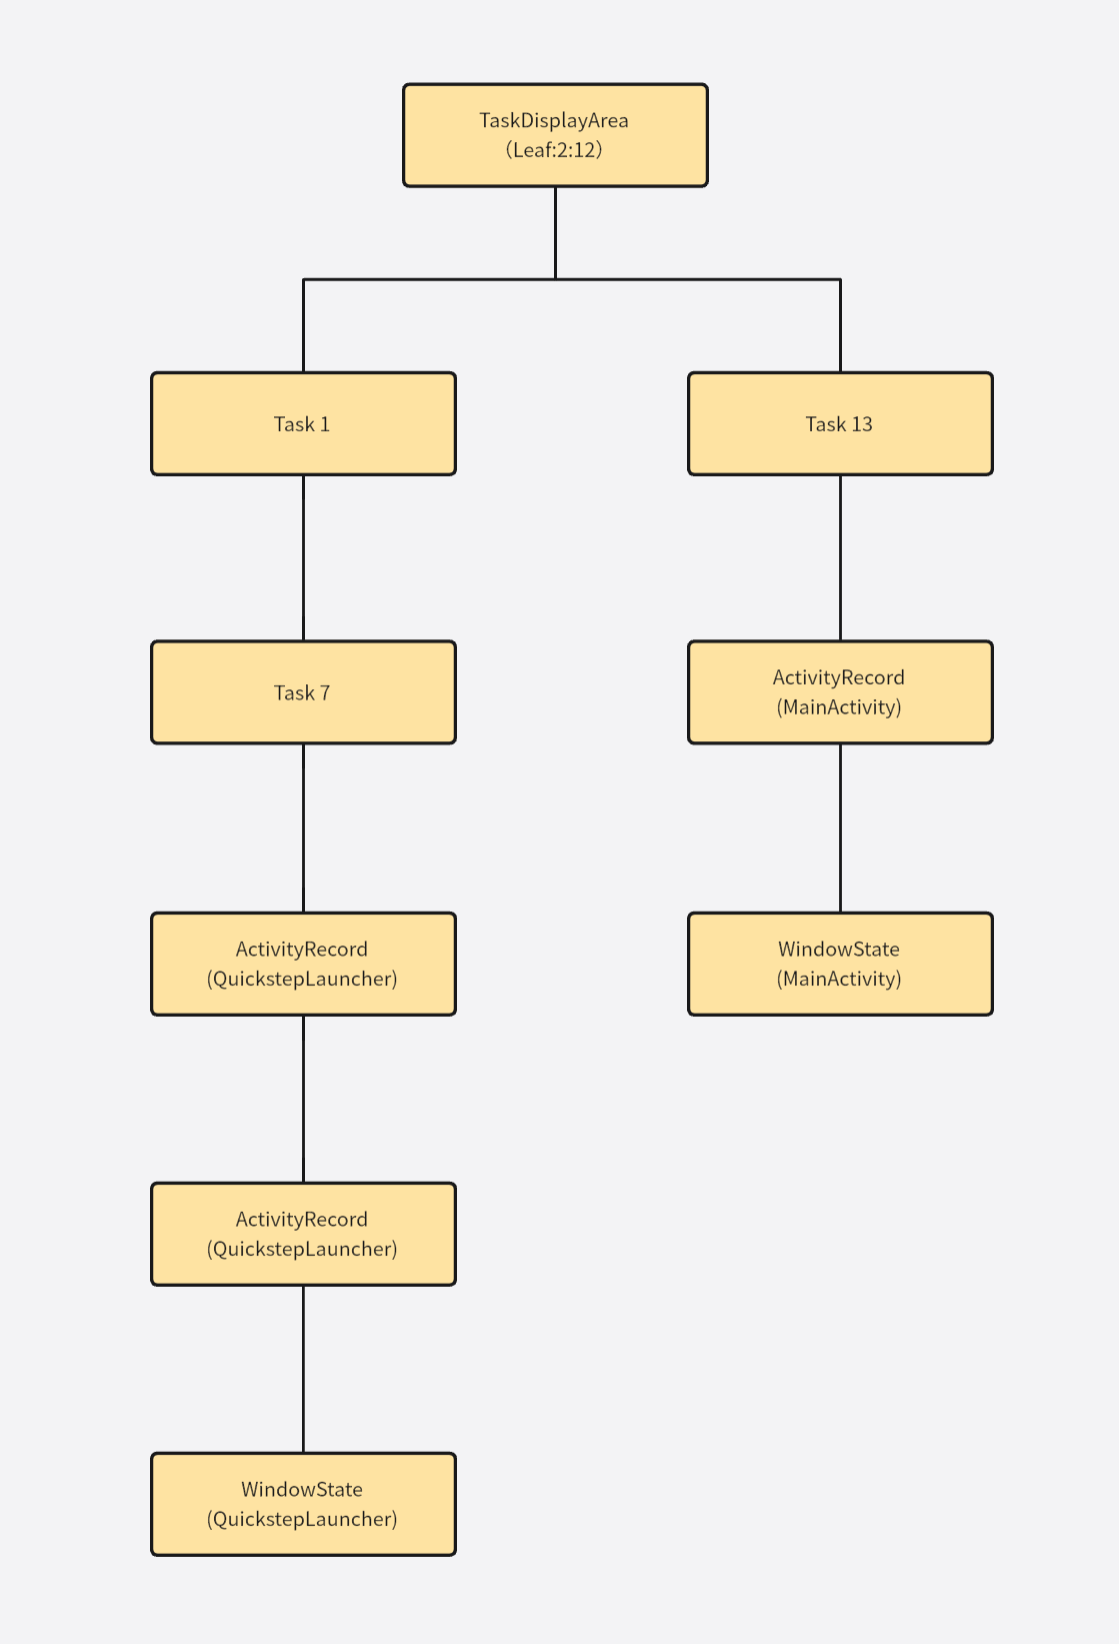 TaskDisplayArea
（Leaf:2:12）
Task 1
Task 13
Task 7
ActivityRecord
(MainActivity)
ActivityRecord
(QuickstepLauncher)
WindowState
(MainActivity)
ActivityRecord
(QuickstepLauncher)
WindowState
(QuickstepLauncher)